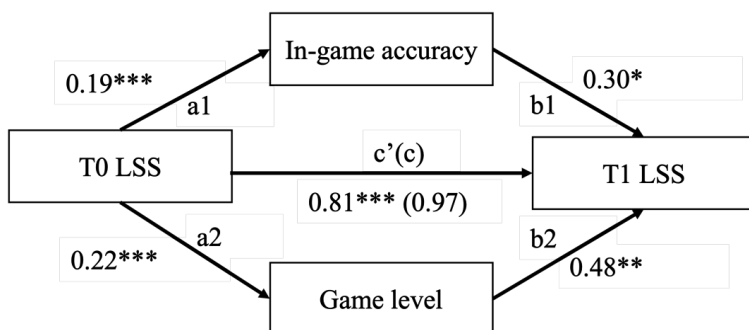 In-game accuracy
0.19***
0.30*
a1
b1
T0 LSS
c’(c)
T1 LSS
0.81*** (0.97)
a2
b2
0.22***
0.48**
Game level